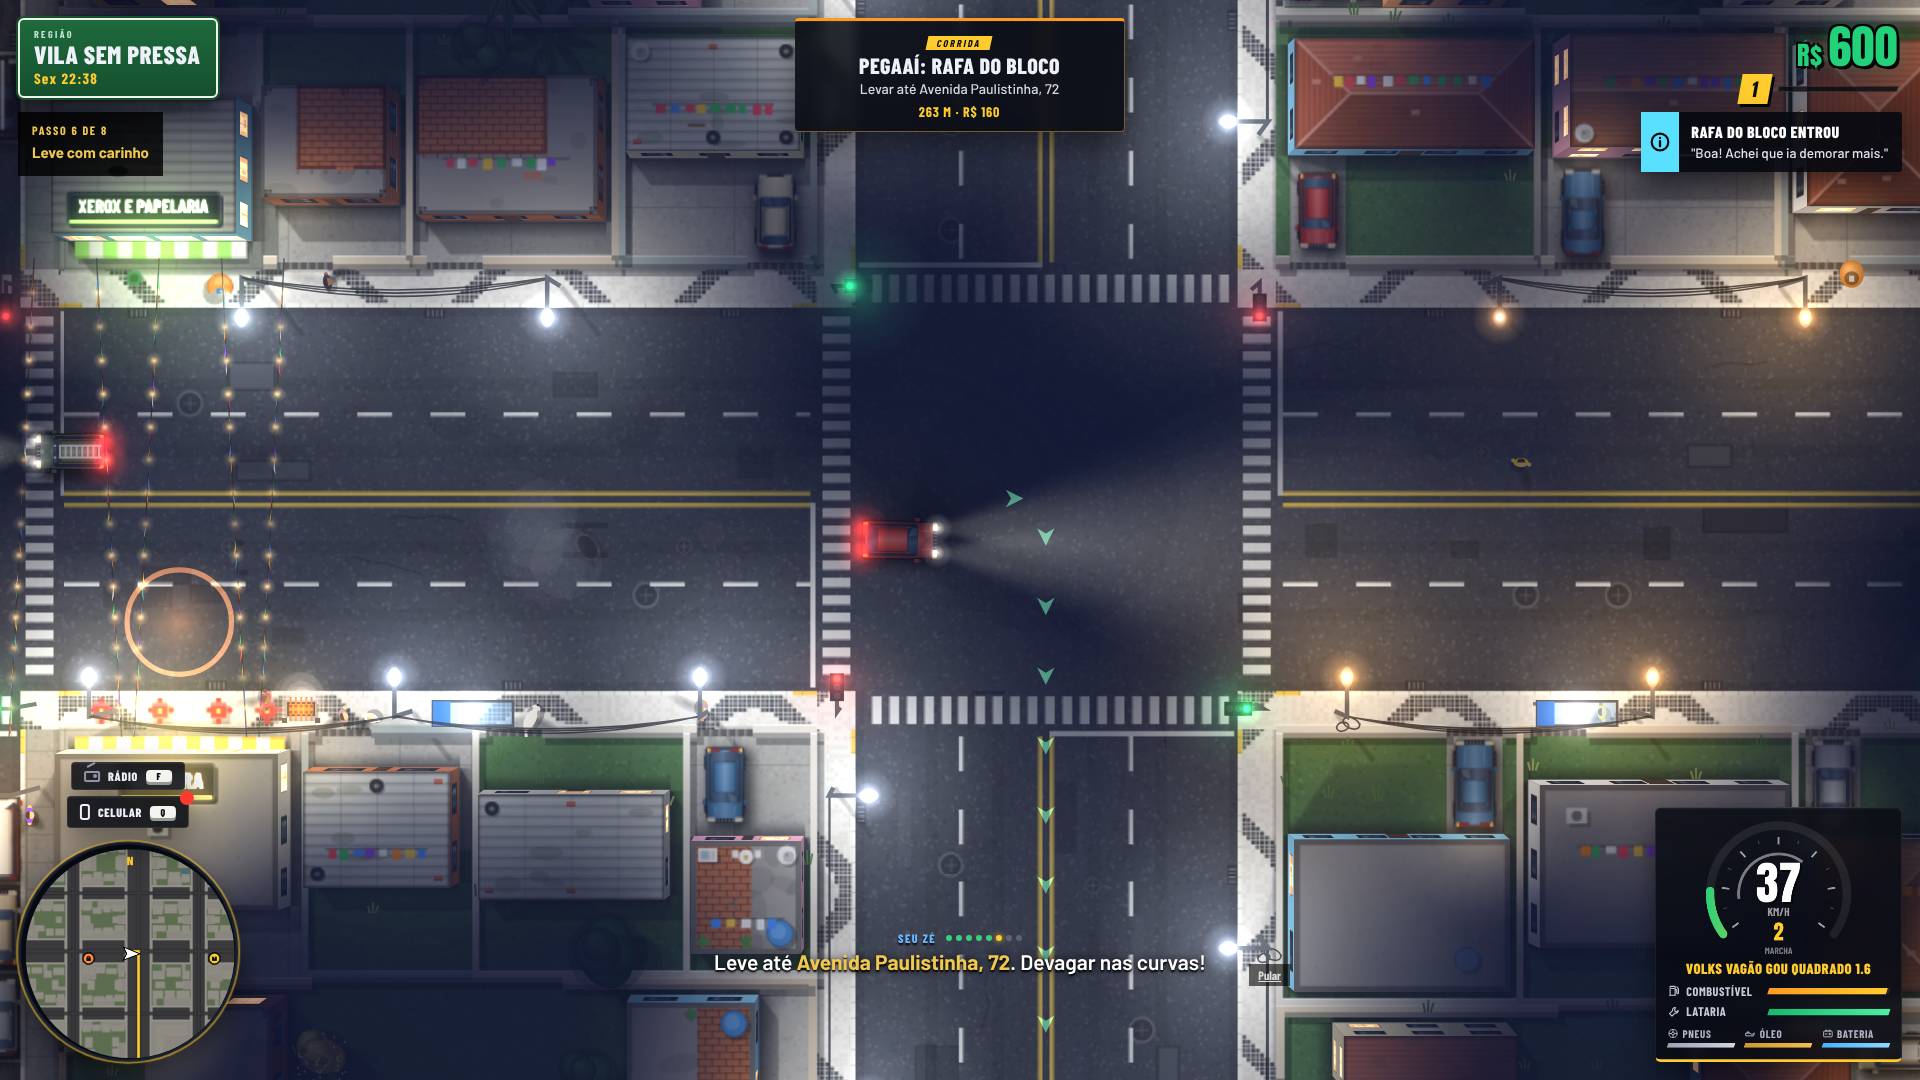 REGIÃO
VILA SEM PRESSA
Sex 22:38
PASSO 6 DE 8
Leve com carinho
XEROX E PAPELARIA
CORRIDA
PEGAAÍ: RAFA DO BLOCO
Levar até Avenida Paulistinha, 72
263 M · R$ 160
R$ 600
1
RAFA DO BLOCO ENTROU
"Boa! Achei que ia demorar mais."
RÁDIO F
CELULAR Q
N
SEU ZÉ
Leve até Avenida Paulistinha, 72. Devagar nas curvas!
Pular
37
KM/H
2
MARCHA
VOLKS VAGÃO GOU QUADRADO 1.6
COMBUSTÍVEL
LATARIA
PNEUS
ÓLEO
BATERIA